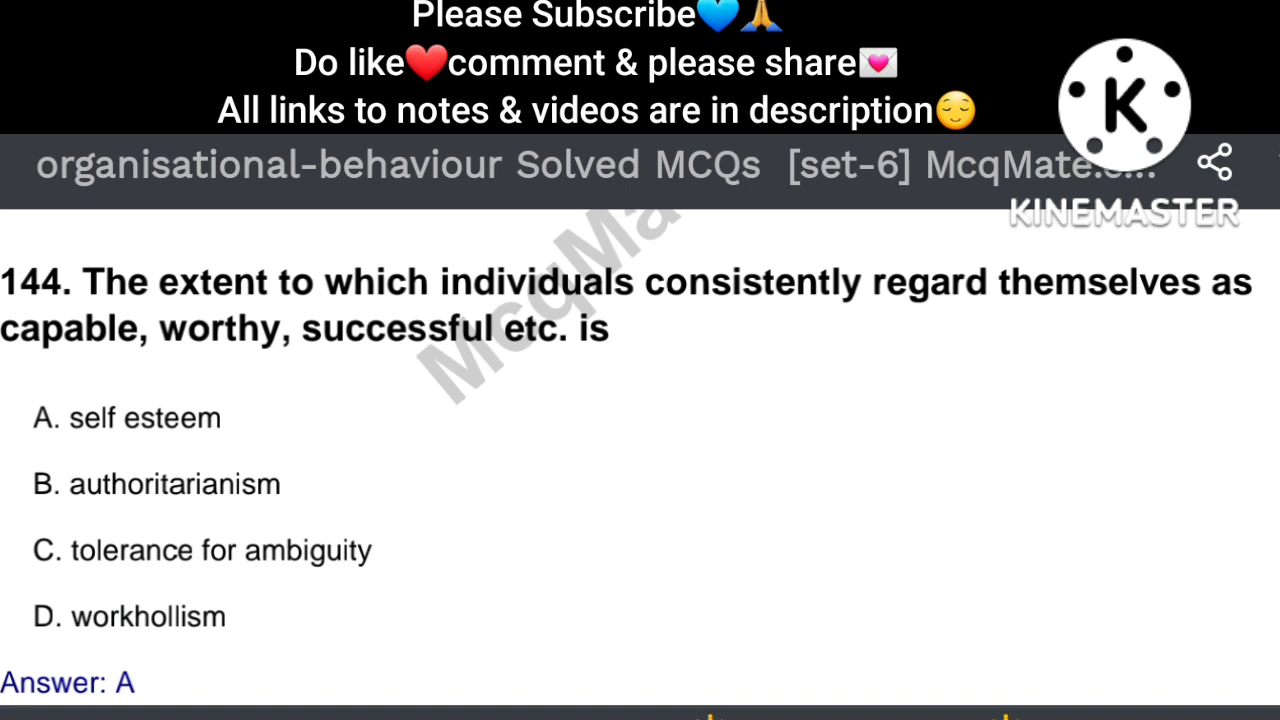 Please Subscribe💙🙏
Do like❤️comment & please share💌
All links to notes & videos are in description😌
K
organisational-behaviour Solved MCQs [set-6] McqMate.c...
KINEMASTER
McqMa
144. The extent to which individuals consistently regard themselves as
capable, worthy, successful etc. is
A. self esteem
B. authoritarianism
C. tolerance for ambiguity
D. workhollism
Answer: A